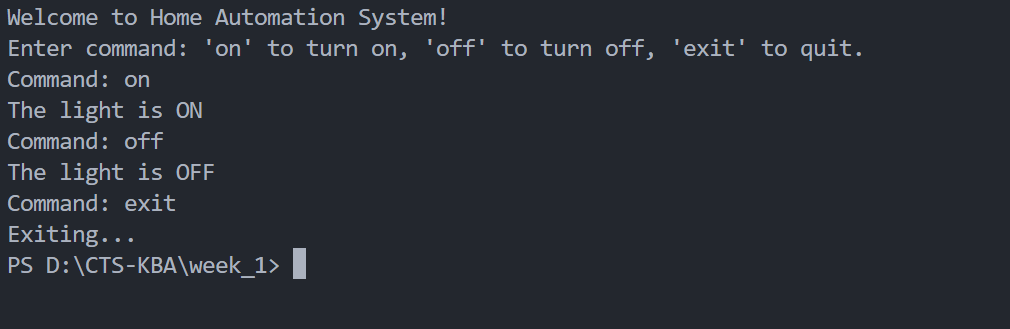 Welcome to Home Automation System!
Enter command: 'on' to turn on, 'off' to turn off, 'exit' to quit.
Command: on
The light is ON
Command: off
The light is OFF
Command: exit
Exiting...
PS D:\CTS-KBA\week_1>